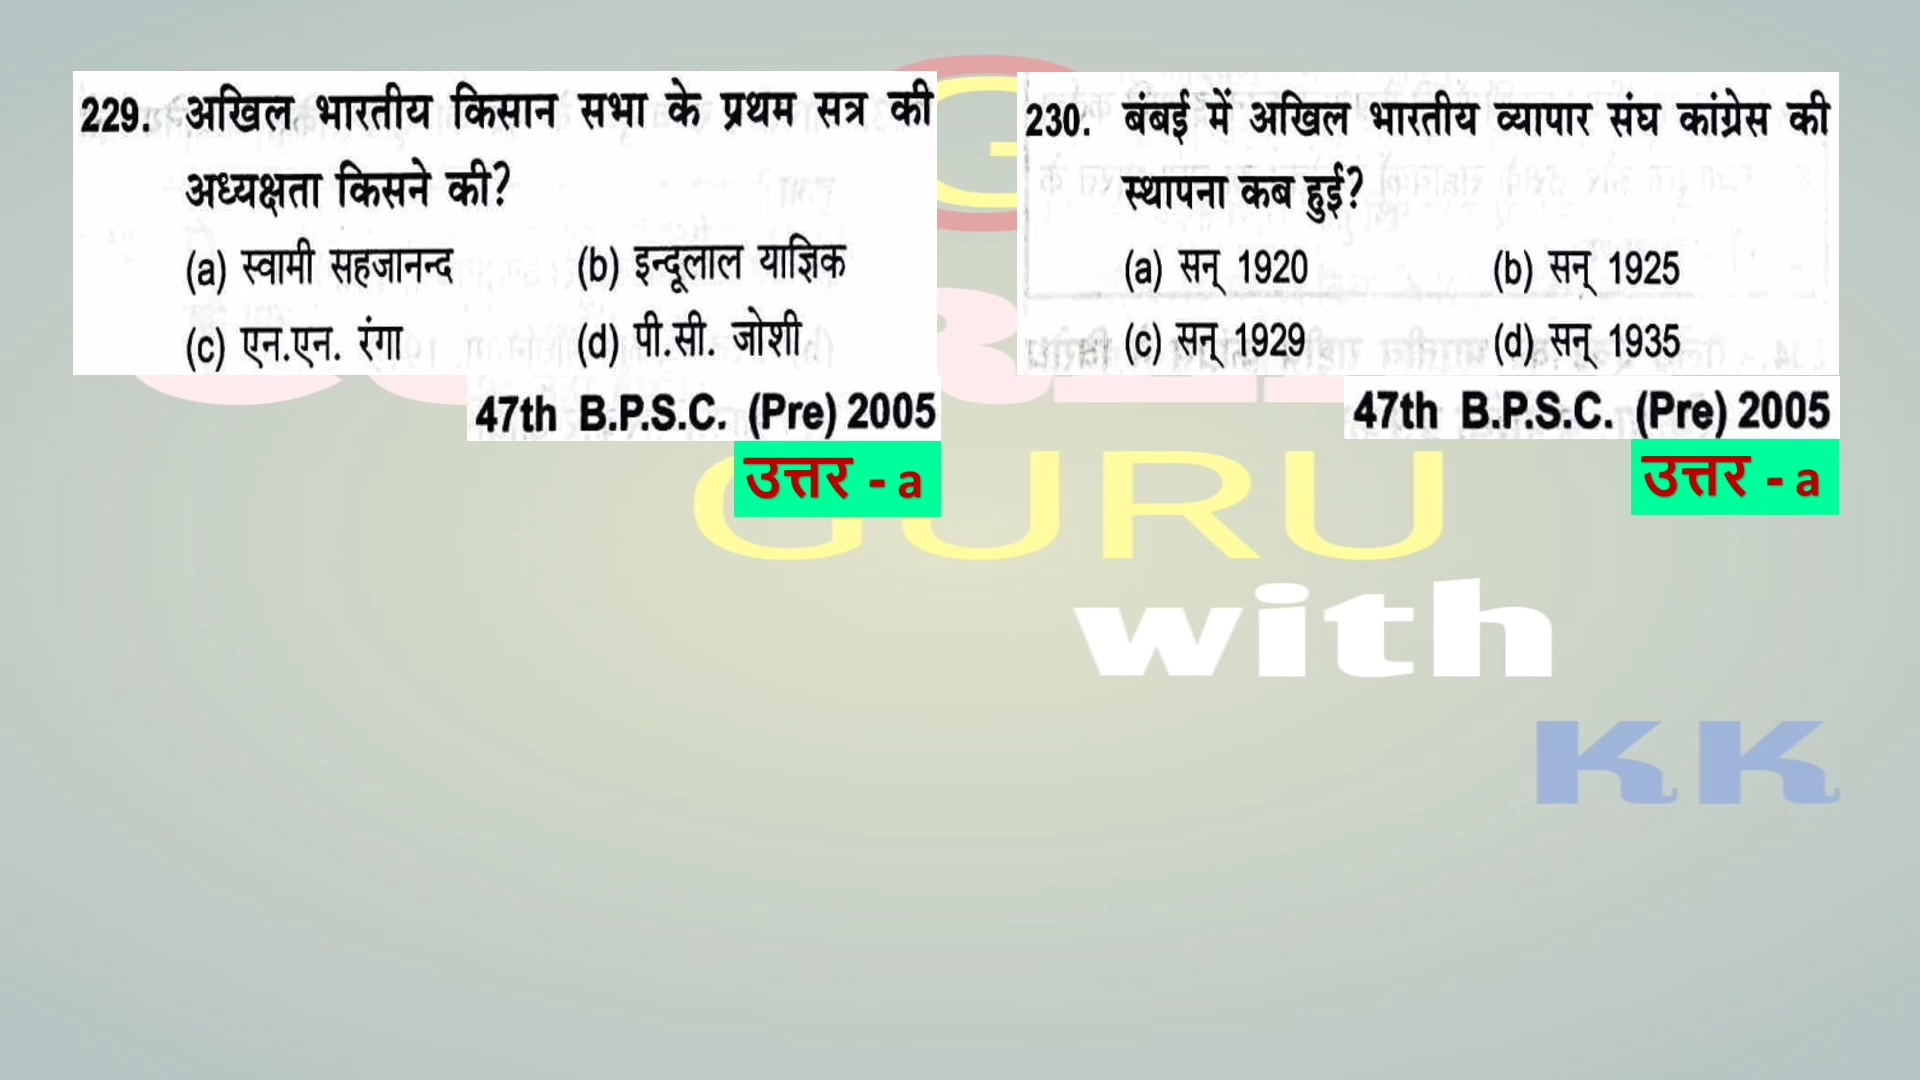 229. अखिल भारतीय किसान सभा के प्रथम सत्र की
अध्यक्षता किसने की?
(a) स्वामी सहजानन्द (b) इन्दूलाल याज्ञिक
(c) एन.एन. रंगा (d) पी.सी. जोशी
47th B.P.S.C. (Pre) 2005
उत्तर - a
230. बंबई में अखिल भारतीय व्यापार संघ कांग्रेस की
स्थापना कब हुई?
(a) सन् 1920 (b) सन् 1925
(c) सन् 1929 (d) सन् 1935
47th B.P.S.C. (Pre) 2005
उत्तर - a
G
GURU
with
KK